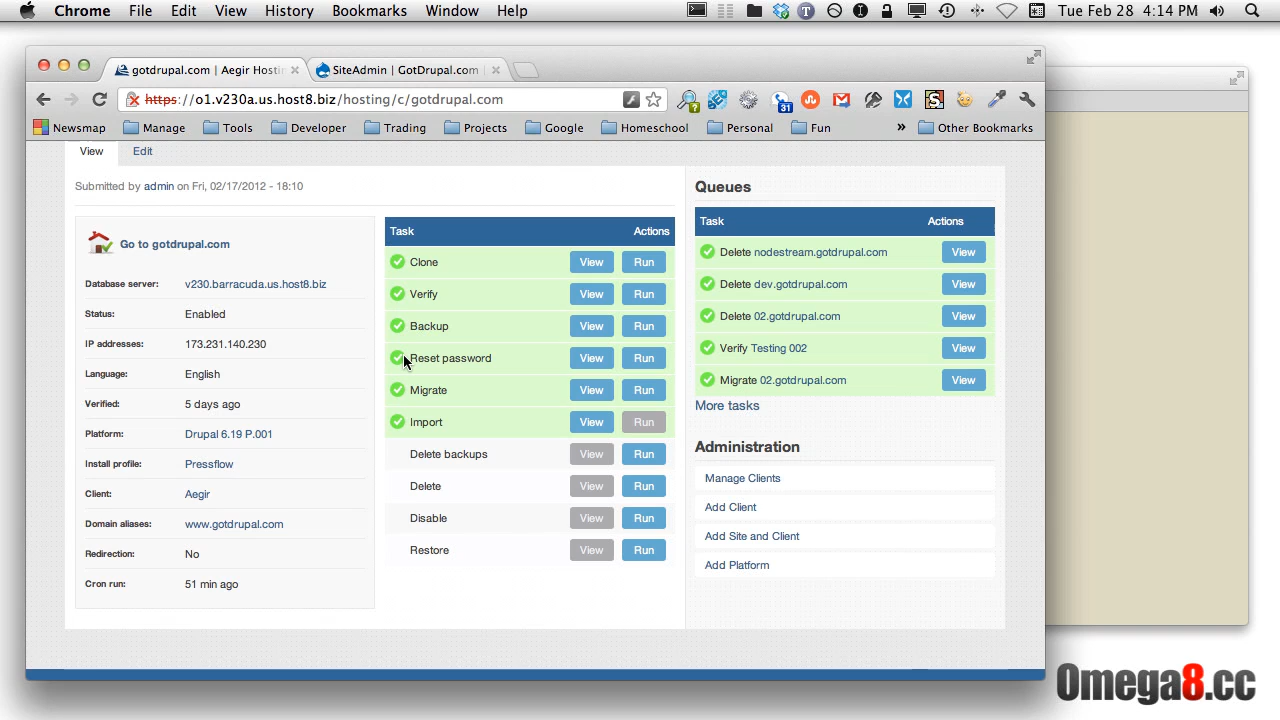 Chrome File Edit View History Bookmarks Window Help Tue Feb 28 4:14 PM
gotdrupal.com | Aegir Hosti
SiteAdmin | GotDrupal.com
https://o1.v230a.us.host8.biz/hosting/c/gotdrupal.com
31
Newsmap Manage Tools Developer Trading Projects Google Homeschool Personal Fun » Other Bookmarks
View Edit
Submitted by admin on Fri, 02/17/2012 - 18:10
Go to gotdrupal.com
Database server: v230.barracuda.us.host8.biz
Status: Enabled
IP addresses: 173.231.140.230
Language: English
Verified: 5 days ago
Platform: Drupal 6.19 P.001
Install profile: Pressflow
Client: Aegir
Domain aliases: www.gotdrupal.com
Redirection: No
Cron run: 51 min ago
Task Actions
Clone View Run
Verify View Run
Backup View Run
Reset password View Run
Migrate View Run
Import View Run
Delete backups View Run
Delete View Run
Disable View Run
Restore View Run
Queues
Task Actions
Delete nodestream.gotdrupal.com View
Delete dev.gotdrupal.com View
Delete 02.gotdrupal.com View
Verify Testing 002 View
Migrate 02.gotdrupal.com View
More tasks
Administration
Manage Clients
Add Client
Add Site and Client
Add Platform
Omega8.cc